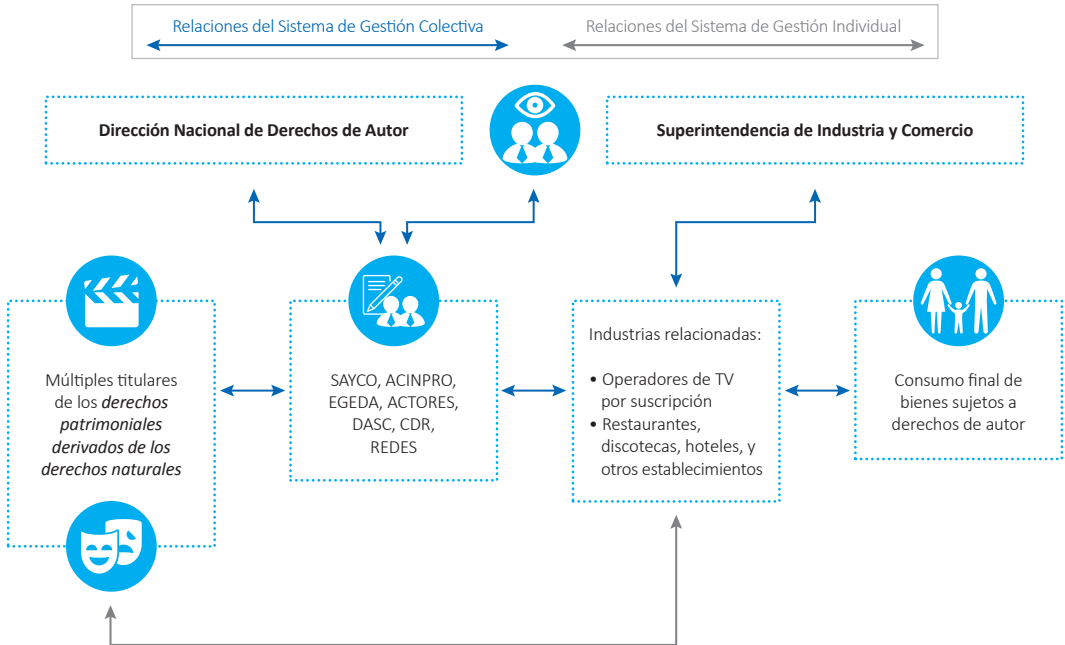 Relaciones del Sistema de Gestión Colectiva
Relaciones del Sistema de Gestión Individual
Dirección Nacional de Derechos de Autor
Superintendencia de Industria y Comercio
Múltiples titulares
de los derechos
patrimoniales
derivados de los
derechos naturales
SAYCO, ACINPRO,
EGEDA, ACTORES,
DASC, CDR,
REDES
Industrias relacionadas:
• Operadores de TV
por suscripción
• Restaurantes,
discotecas, hoteles, y
otros establecimientos
Consumo final de
bienes sujetos a
derechos de autor